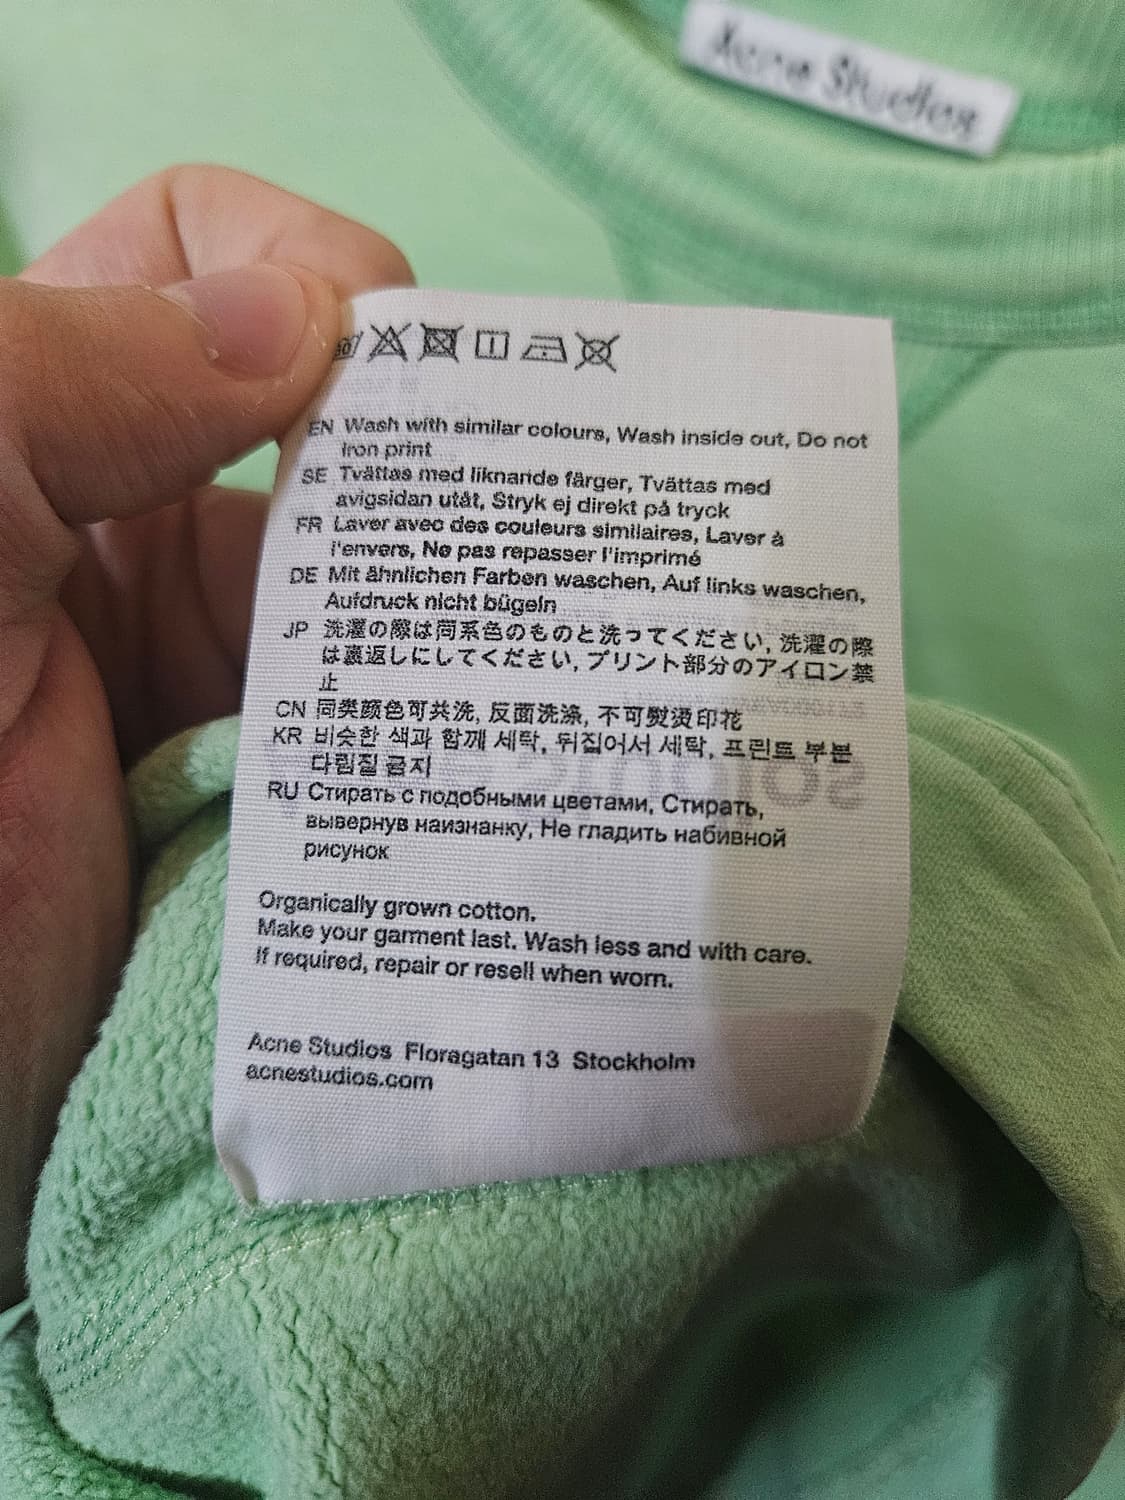 Acne Studios
30
EN Wash with similar colours, Wash inside out, Do not
iron print
SE Tvättas med liknande färger, Tvättas med
avigsidan utåt, Stryk ej direkt på tryck
FR Laver avec des couleurs similaires, Laver à
l'envers, Ne pas repasser l'imprimé
DE Mit ähnlichen Farben waschen, Auf links waschen,
Aufdruck nicht bügeln
JP 洗濯の際は同系色のものと洗ってください, 洗濯の際
は裏返しにしてください, プリント部分のアイロン禁
止
CN 同类颜色可共洗, 反面洗涤, 不可熨烫印花
KR 비슷한 색과 함께 세탁, 뒤집어서 세탁, 프린트 부분
다림질 금지
RU Стирать с подобными цветами, Стирать,
вывернув наизнанку, Не гладить набивной
рисунок
Organically grown cotton.
Make your garment last. Wash less and with care.
If required, repair or resell when worn.
Acne Studios Floragatan 13 Stockholm
acnestudios.com